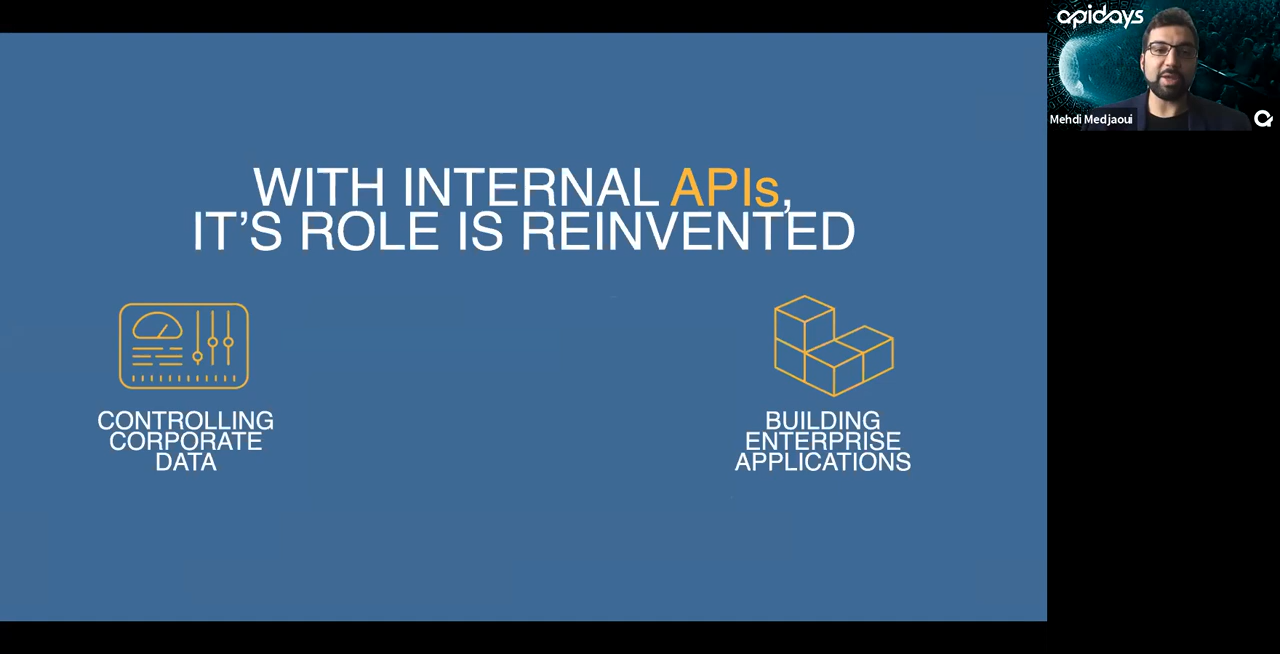 apidays
Mehdi Medjaoui
WITH INTERNAL APIs,
IT’S ROLE IS REINVENTED
CONTROLLING
CORPORATE
DATA
BUILDING
ENTERPRISE
APPLICATIONS